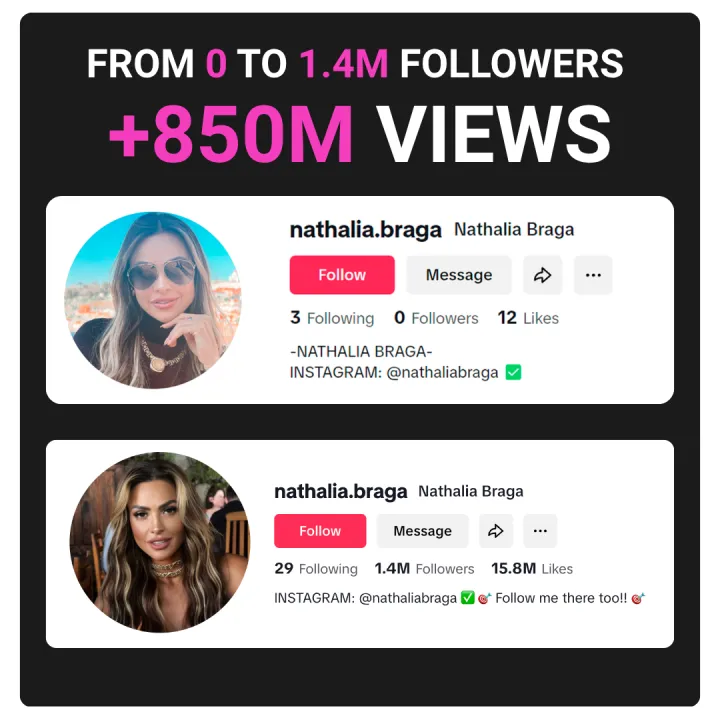 FROM 0 TO 1.4M FOLLOWERS
+850M VIEWS
nathalia.braga Nathalia Braga
Follow Message
3 Following 0 Followers 12 Likes
-NATHALIA BRAGA-
INSTAGRAM: @nathaliabraga ✅
nathalia.braga Nathalia Braga
Follow Message
29 Following 1.4M Followers 15.8M Likes
INSTAGRAM: @nathaliabraga ✅ 🎯 Follow me there too!! 🎯